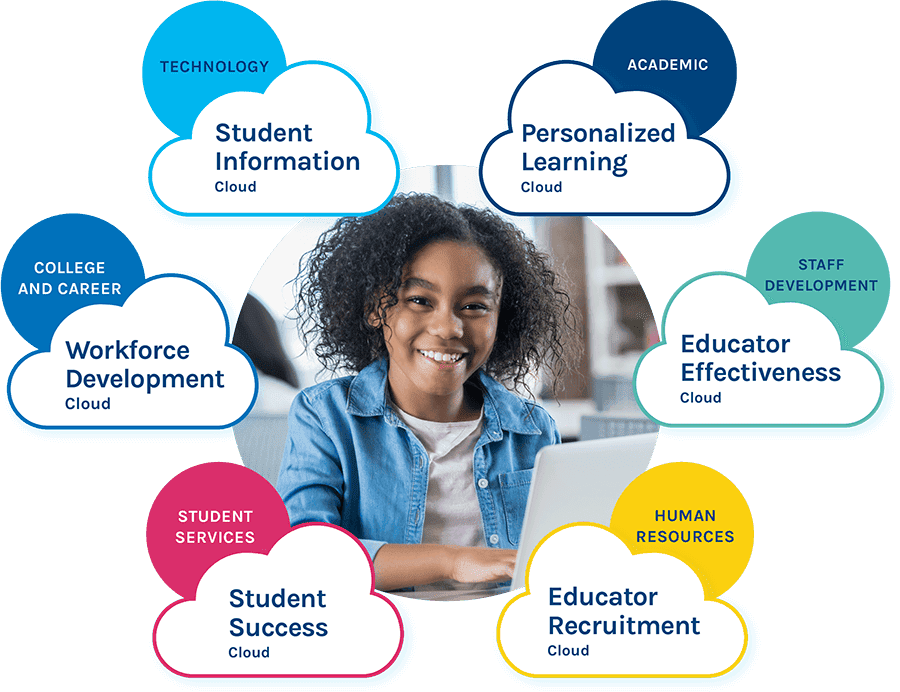 TECHNOLOGY
Student
Information
Cloud
ACADEMIC
Personalized
Learning
Cloud
COLLEGE
AND CAREER
Workforce
Development
Cloud
STAFF
DEVELOPMENT
Educator
Effectiveness
Cloud
STUDENT
SERVICES
Student
Success
Cloud
HUMAN
RESOURCES
Educator
Recruitment
Cloud